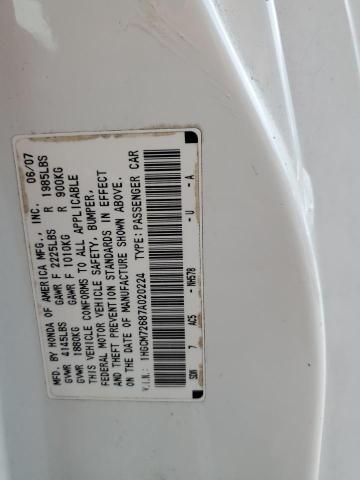 MFD. BY HONDA OF AMERICA MFG., INC. 06/07
GVWR 4145LBS GAWR F 2225LBS R 1985LBS
GVWR 1880KG GAWR F 1010KG R 900KG
THIS VEHICLE CONFORMS TO ALL APPLICABLE
FEDERAL MOTOR VEHICLE SAFETY, BUMPER,
AND THEFT PREVENTION STANDARDS IN EFFECT
ON THE DATE OF MANUFACTURE SHOWN ABOVE.
V.I.N.: 1HGCM72687A020224 TYPE: PASSENGER CAR
SDN 7 AC5 - NH578 - U - A